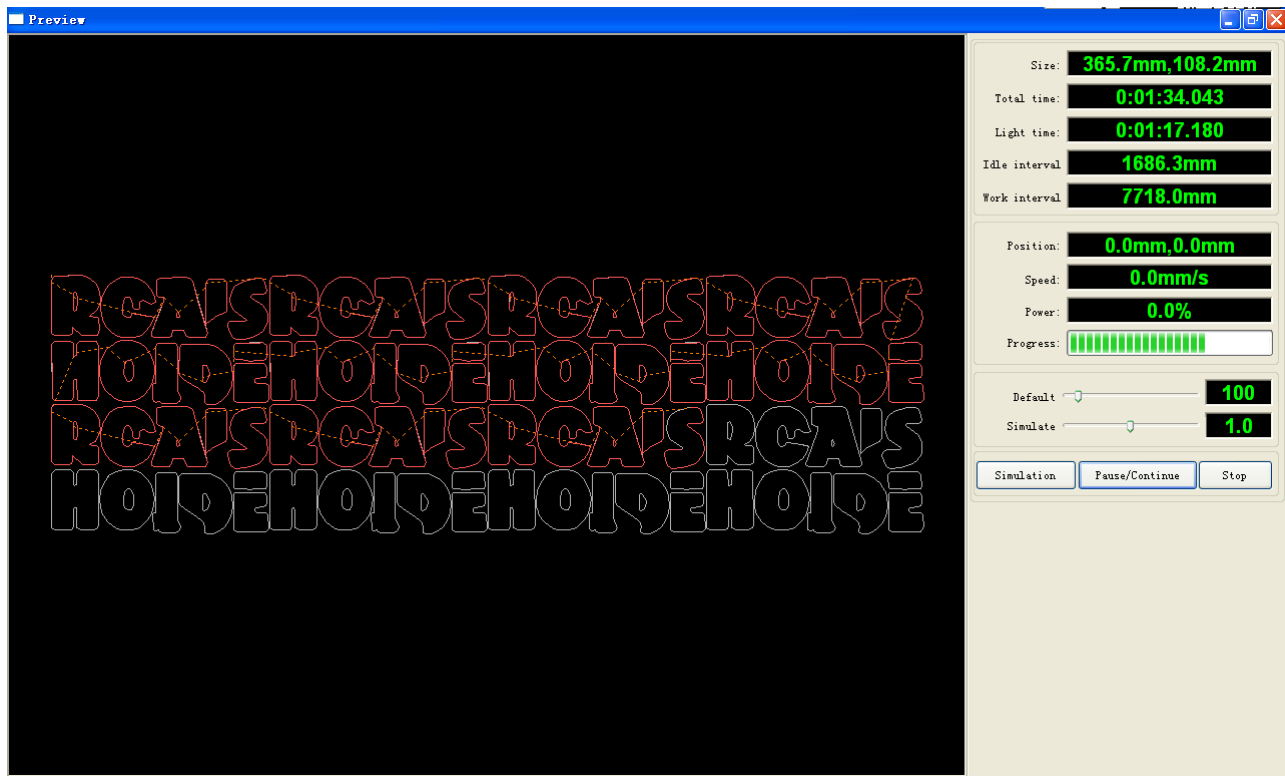 Preview
Size: 365.7mm,108.2mm
Total time: 0:01:34.043
Light time: 0:01:17.180
Idle interval 1686.3mm
Work interval 7718.0mm
Position: 0.0mm,0.0mm
Speed: 0.0mm/s
Power: 0.0%
Progress:
Default 100
Simulate 1.0
Simulation Pause/Continue Stop
RCA'SRCA'SRCA'SRCA'S
HOIDEHOIDEHOIDEHOIDE
RCA'SRCA'SRCA'SRCA'S
HOIDEHOIDEHOIDEHOIDE